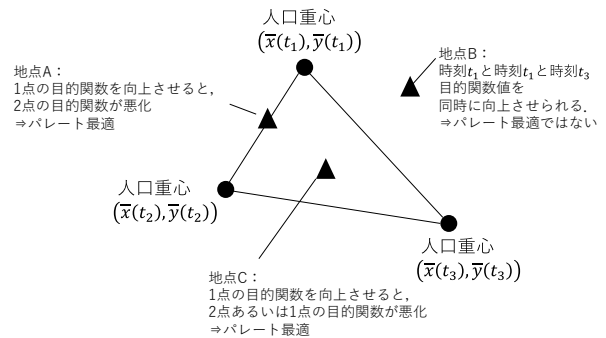 人口重心
(x̅(t₁),y̅(t₁))
地点A：
1点の目的関数を向上させると，
2点の目的関数が悪化
⇒パレート最適
地点B：
時刻t₁と時刻t₁と時刻t₃
目的関数値を
同時に向上させられる．
⇒パレート最適ではない
人口重心
(x̅(t₂),y̅(t₂))
人口重心
(x̅(t₃),y̅(t₃))
地点C：
1点の目的関数を向上させると，
2点あるいは1点の目的関数が悪化
⇒パレート最適